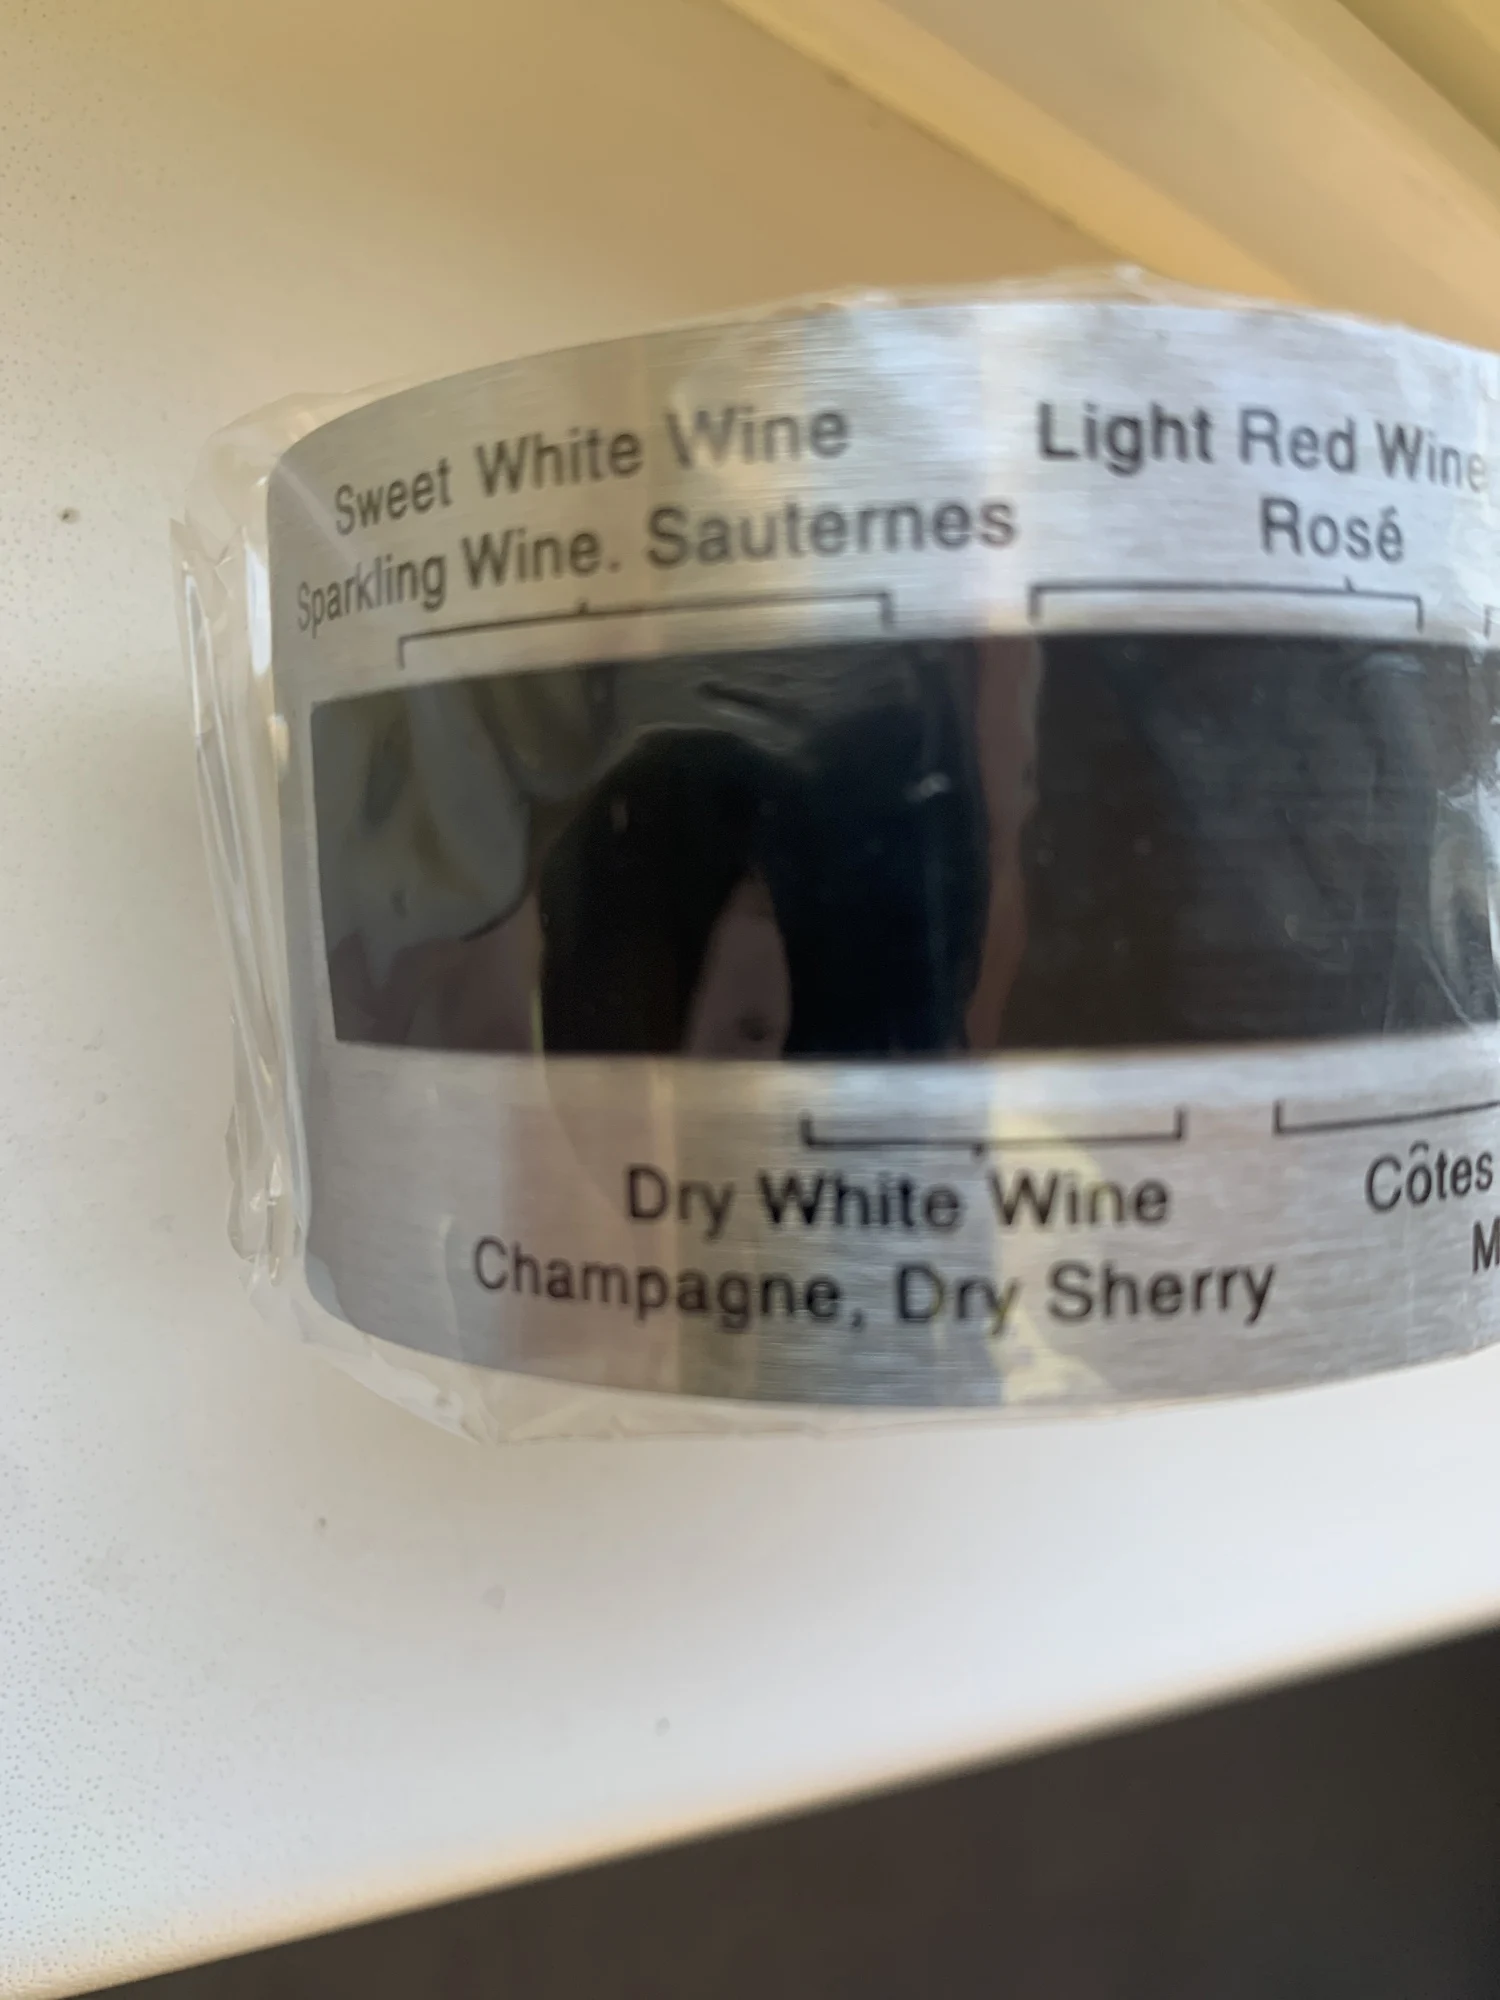 Sweet White Wine
Sparkling Wine. Sauternes
Light Red Wine
Rosé
Dry White Wine
Champagne, Dry Sherry
Côtes
M